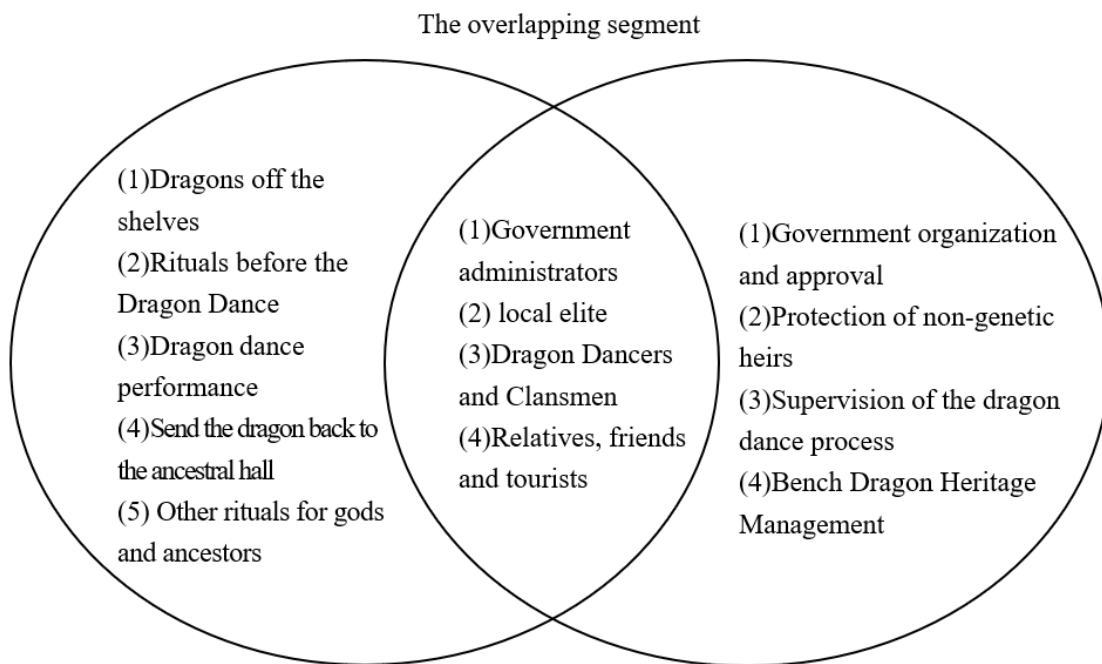 The overlapping segment
(1)Dragons off the
shelves
(2)Rituals before the
Dragon Dance
(3)Dragon dance
performance
(4)Send the dragon back to
the ancestral hall
(5) Other rituals for gods
and ancestors
(1)Government
administrators
(2) local elite
(3)Dragon Dancers
and Clansmen
(4)Relatives, friends
and tourists
(1)Government organization
and approval
(2)Protection of non-genetic
heirs
(3)Supervision of the dragon
dance process
(4)Bench Dragon Heritage
Management